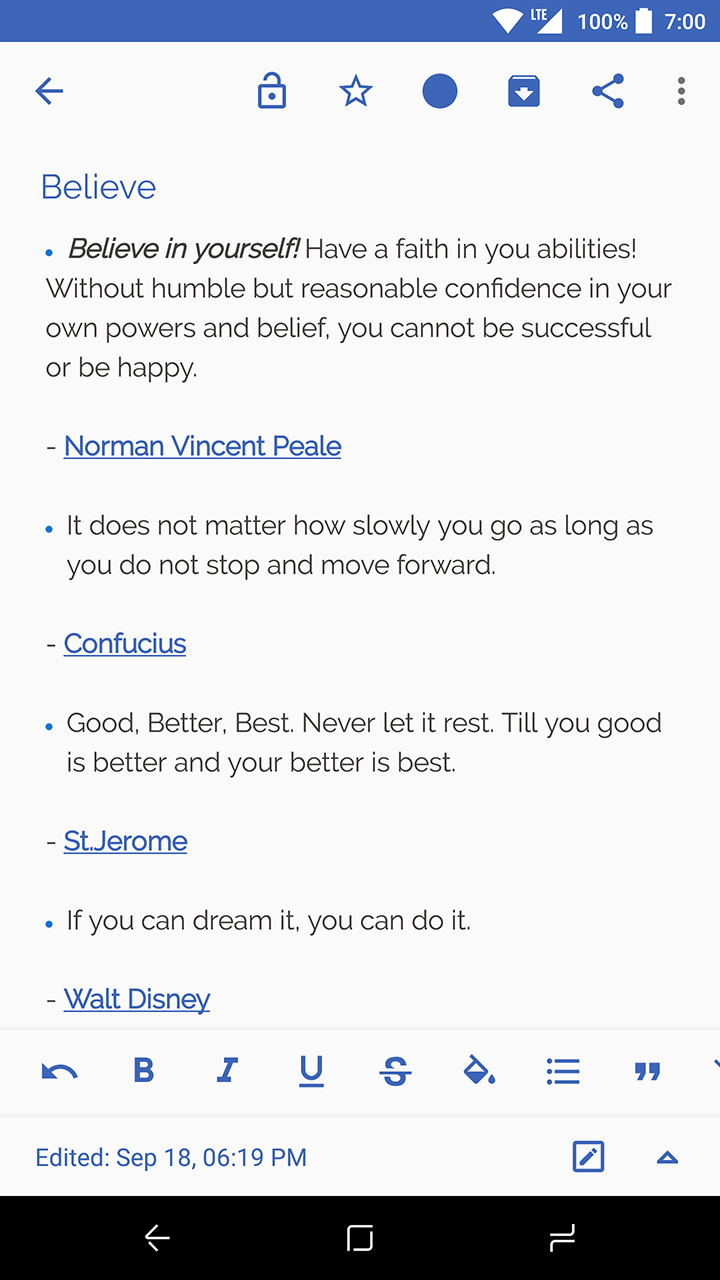 LTE 100% 7:00
Believe
• Believe in yourself! Have a faith in you abilities!
Without humble but reasonable confidence in your
own powers and belief, you cannot be successful
or be happy.
- Norman Vincent Peale
• It does not matter how slowly you go as long as
you do not stop and move forward.
- Confucius
• Good, Better, Best. Never let it rest. Till you good
is better and your better is best.
- St.Jerome
• If you can dream it, you can do it.
- Walt Disney
B I U S
Edited: Sep 18, 06:19 PM